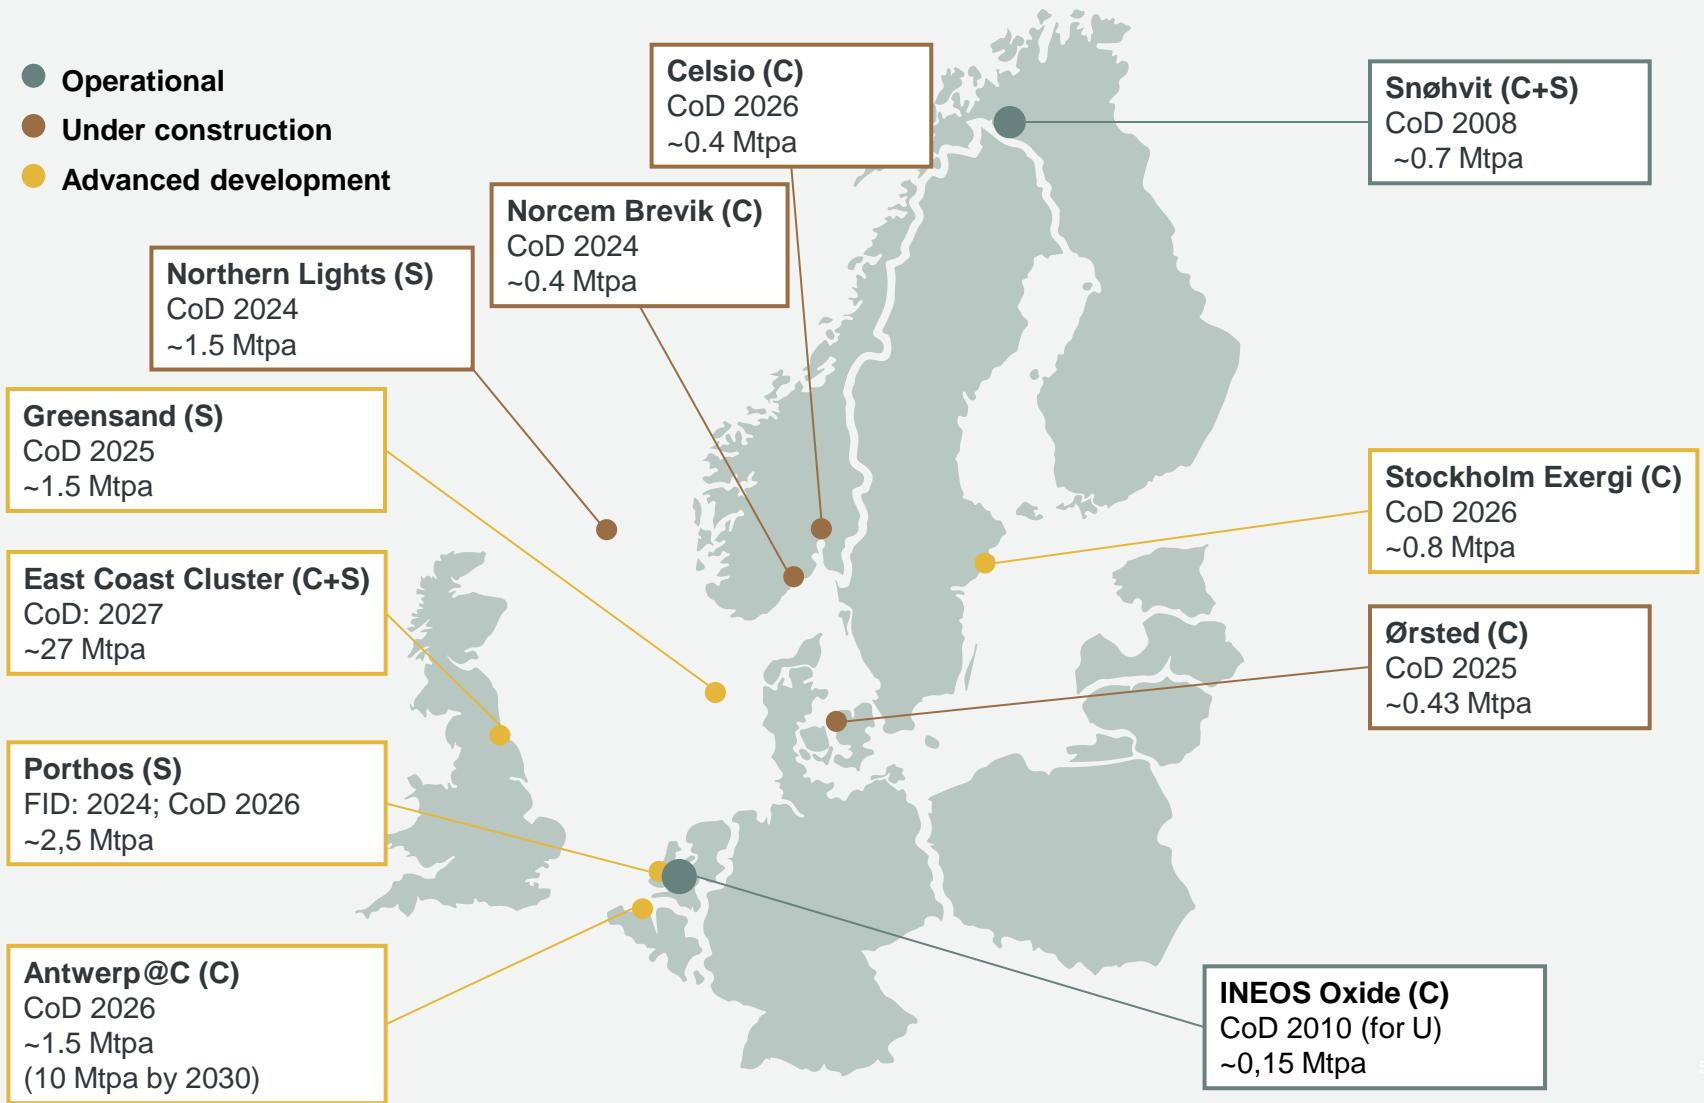 Operational
Under construction
Advanced development
Celsio (C)
CoD 2026
~0.4 Mtpa
Snøhvit (C+S)
CoD 2008
~0.7 Mtpa
Norcem Brevik (C)
CoD 2024
~0.4 Mtpa
Northern Lights (S)
CoD 2024
~1.5 Mtpa
Greensand (S)
CoD 2025
~1.5 Mtpa
Stockholm Exergi (C)
CoD 2026
~0.8 Mtpa
East Coast Cluster (C+S)
CoD: 2027
~27 Mtpa
Ørsted (C)
CoD 2025
~0.43 Mtpa
Porthos (S)
FID: 2024; CoD 2026
~2,5 Mtpa
Antwerp@C (C)
CoD 2026
~1.5 Mtpa
(10 Mtpa by 2030)
INEOS Oxide (C)
CoD 2010 (for U)
~0,15 Mtpa